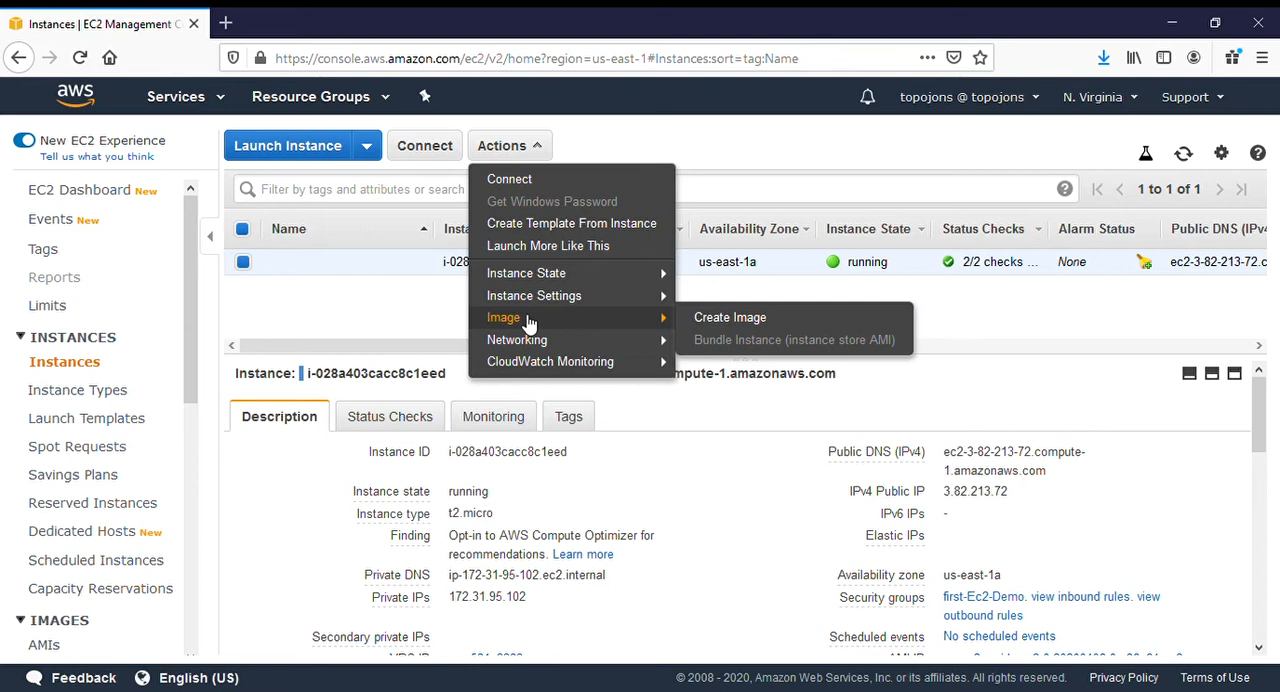 Instances | EC2 Management C
https://console.aws.amazon.com/ec2/v2/home?region=us-east-1#Instances:sort=tag:Name
aws
Services
Resource Groups
topojons @ topojons
N. Virginia
Support
New EC2 Experience
Tell us what you think
EC2 Dashboard New
Events New
Tags
Reports
Limits
INSTANCES
Instances
Instance Types
Launch Templates
Spot Requests
Savings Plans
Reserved Instances
Dedicated Hosts New
Scheduled Instances
Capacity Reservations
IMAGES
AMIs
Launch Instance
Connect
Actions
Connect
Get Windows Password
Create Template From Instance
Launch More Like This
Instance State
Instance Settings
Image
Networking
CloudWatch Monitoring
Create Image
Bundle Instance (instance store AMI)
Filter by tags and attributes or search
1 to 1 of 1
Name Insta Availability Zone Instance State Status Checks Alarm Status Public DNS (IPv
i-028 us-east-1a running 2/2 checks ... None ec2-3-82-213-72.c
Instance: i-028a403cacc8c1eed mpute-1.amazonaws.com
Description
Status Checks
Monitoring
Tags
Instance ID i-028a403cacc8c1eed
Instance state running
Instance type t2.micro
Finding Opt-in to AWS Compute Optimizer for
recommendations. Learn more
Private DNS ip-172-31-95-102.ec2.internal
Private IPs 172.31.95.102
Secondary private IPs
Public DNS (IPv4) ec2-3-82-213-72.compute-
1.amazonaws.com
IPv4 Public IP 3.82.213.72
IPv6 IPs -
Elastic IPs
Availability zone us-east-1a
Security groups first-Ec2-Demo. view inbound rules. view
outbound rules
Scheduled events No scheduled events
Feedback
English (US)
© 2008 - 2020, Amazon Web Services, Inc. or its affiliates. All rights reserved.
Privacy Policy
Terms of Use